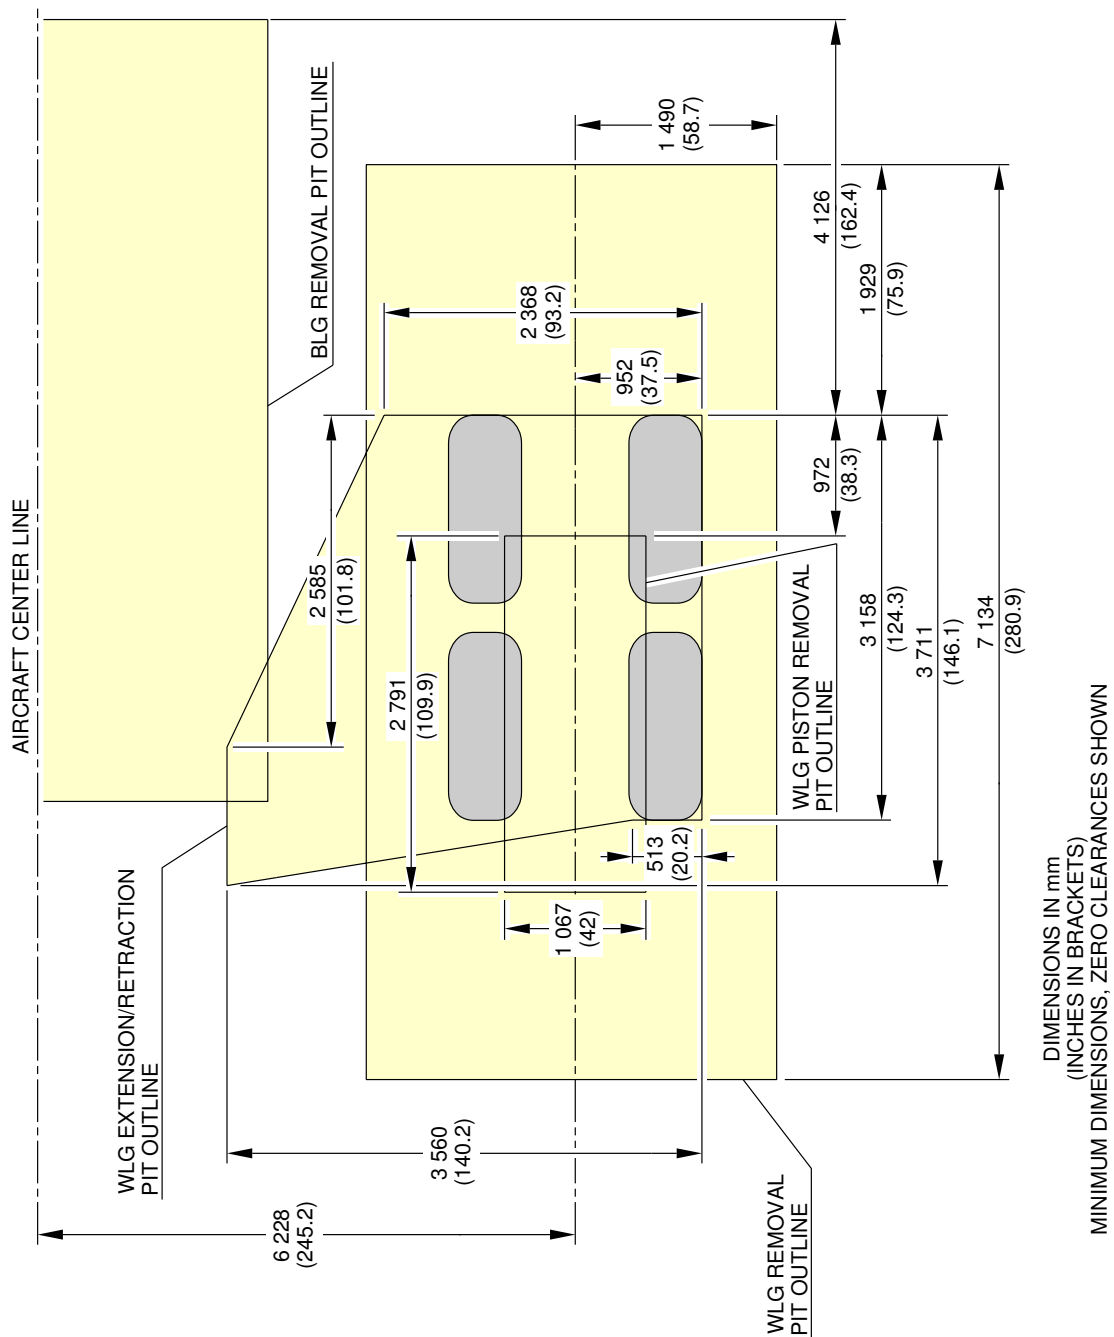 AIRCRAFT CENTER LINE
BLG REMOVAL PIT OUTLINE
1 490
(58.7)
4 126
(162.4)
1 929
(75.9)
2 368
(93.2)
952
(37.5)
972
(38.3)
2 585
(101.8)
2 791
(109.9)
WLG PISTON REMOVAL
PIT OUTLINE
3 158
(124.3)
3 711
(146.1)
7 134
(280.9)
513
(20.2)
1 067
(42)
WLG EXTENSION/RETRACTION
PIT OUTLINE
3 560
(140.2)
6 228
(245.2)
WLG REMOVAL
PIT OUTLINE
DIMENSIONS IN mm
(INCHES IN BRACKETS)
MINIMUM DIMENSIONS, ZERO CLEARANCES SHOWN